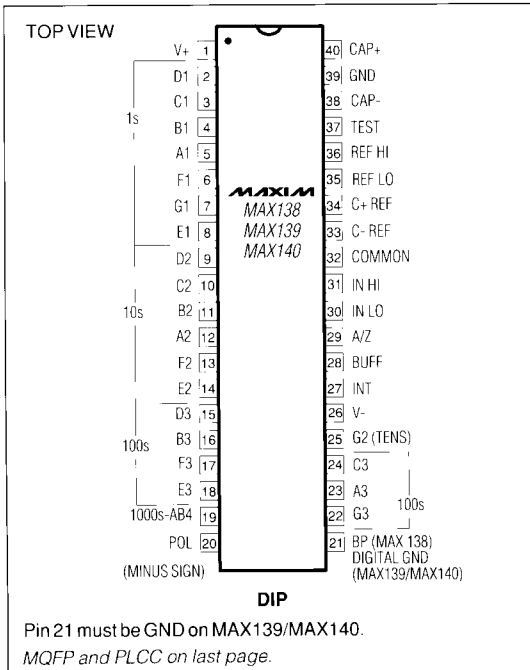 TOP VIEW
V+ 1
D1 2
C1 3
1s
B1 4
A1 5
F1 6
G1 7
E1 8
D2 9
C2 10
10s
B2 11
A2 12
F2 13
E2 14
D3 15
100s
B3 16
F3 17
E3 18
1000s-AB4 19
POL 20
(MINUS SIGN)
MAXIM
MAX138
MAX139
MAX140
40 CAP+
39 GND
38 CAP-
37 TEST
36 REF HI
35 REF LO
34 C+ REF
33 C- REF
32 COMMON
31 IN HI
30 IN LO
29 A/Z
28 BUFF
27 INT
26 V-
25 G2 (TENS)
24 C3
23 A3
100s
22 G3
21 BP (MAX 138)
DIGITAL GND
(MAX139/MAX140)
DIP
Pin 21 must be GND on MAX139/MAX140.
MQFP and PLCC on last page.